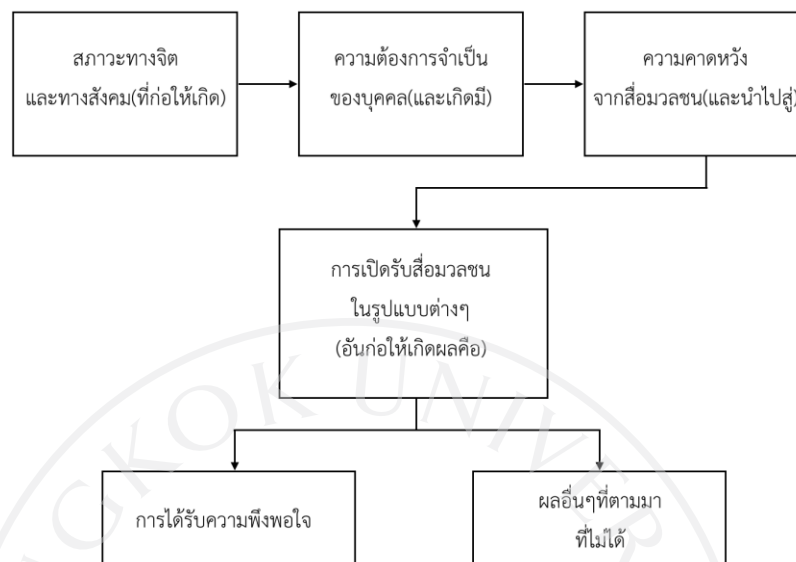 สภาวะทางจิต
และทางสังคม(ที่ก่อให้เกิด)
ความต้องการจำเป็น
ของบุคคล(และเกิดมี)
ความคาดหวัง
จากสื่อมวลชน(และนำไปสู่)
การเปิดรับสื่อมวลชน
ในรูปแบบต่างๆ
(อันก่อให้เกิดผลคือ)
การได้รับความพึงพอใจ
ผลอื่นๆที่ตามมา
ที่ไม่ได้
GKOK UNIVER